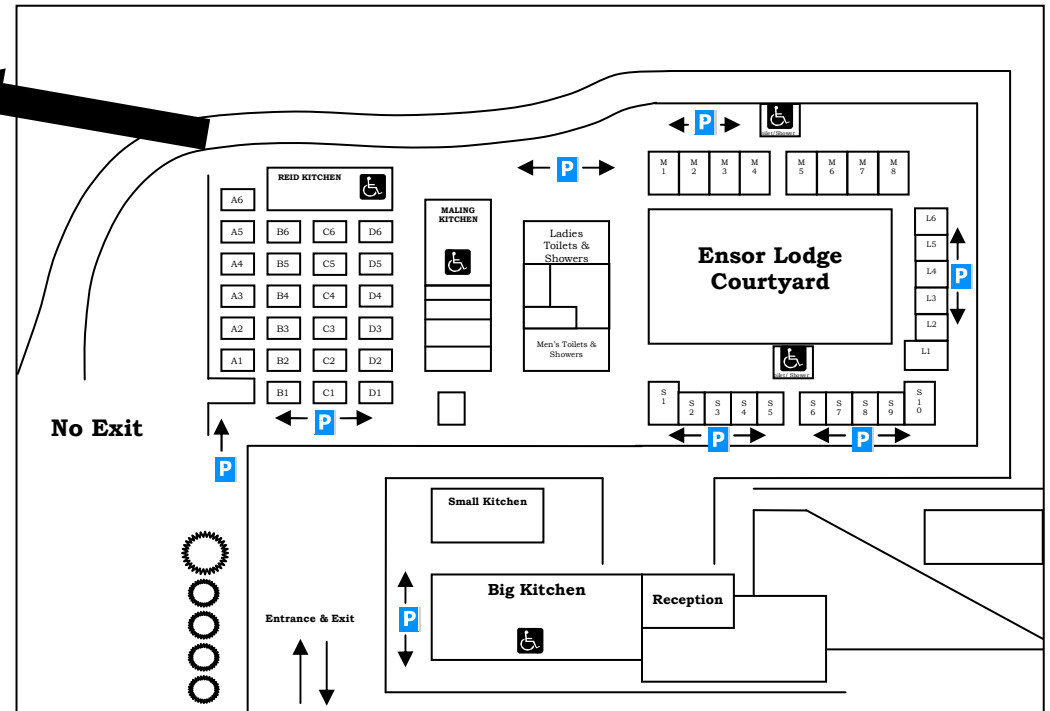 P
M
1
M
2
M
3
M
4
M
5
M
6
M
7
M
8
P
REID KITCHEN
A6
MALING
KITCHEN
Ladies
Toilets &
Showers
Ensor Lodge
Courtyard
L6
L5
L4
P
L3
L2
L1
A5
B6
C6
D6
A4
B5
C5
D5
A3
B4
C4
D4
A2
B3
C3
D3
A1
B2
C2
D2
B1
C1
D1
Men's Toilets &
Showers
S
1
S
2
S
3
S
4
S
5
S
6
S
7
S
8
S
9
S
1
0
P
P
P
No Exit
P
Small Kitchen
Big Kitchen
Reception
P
Entrance & Exit